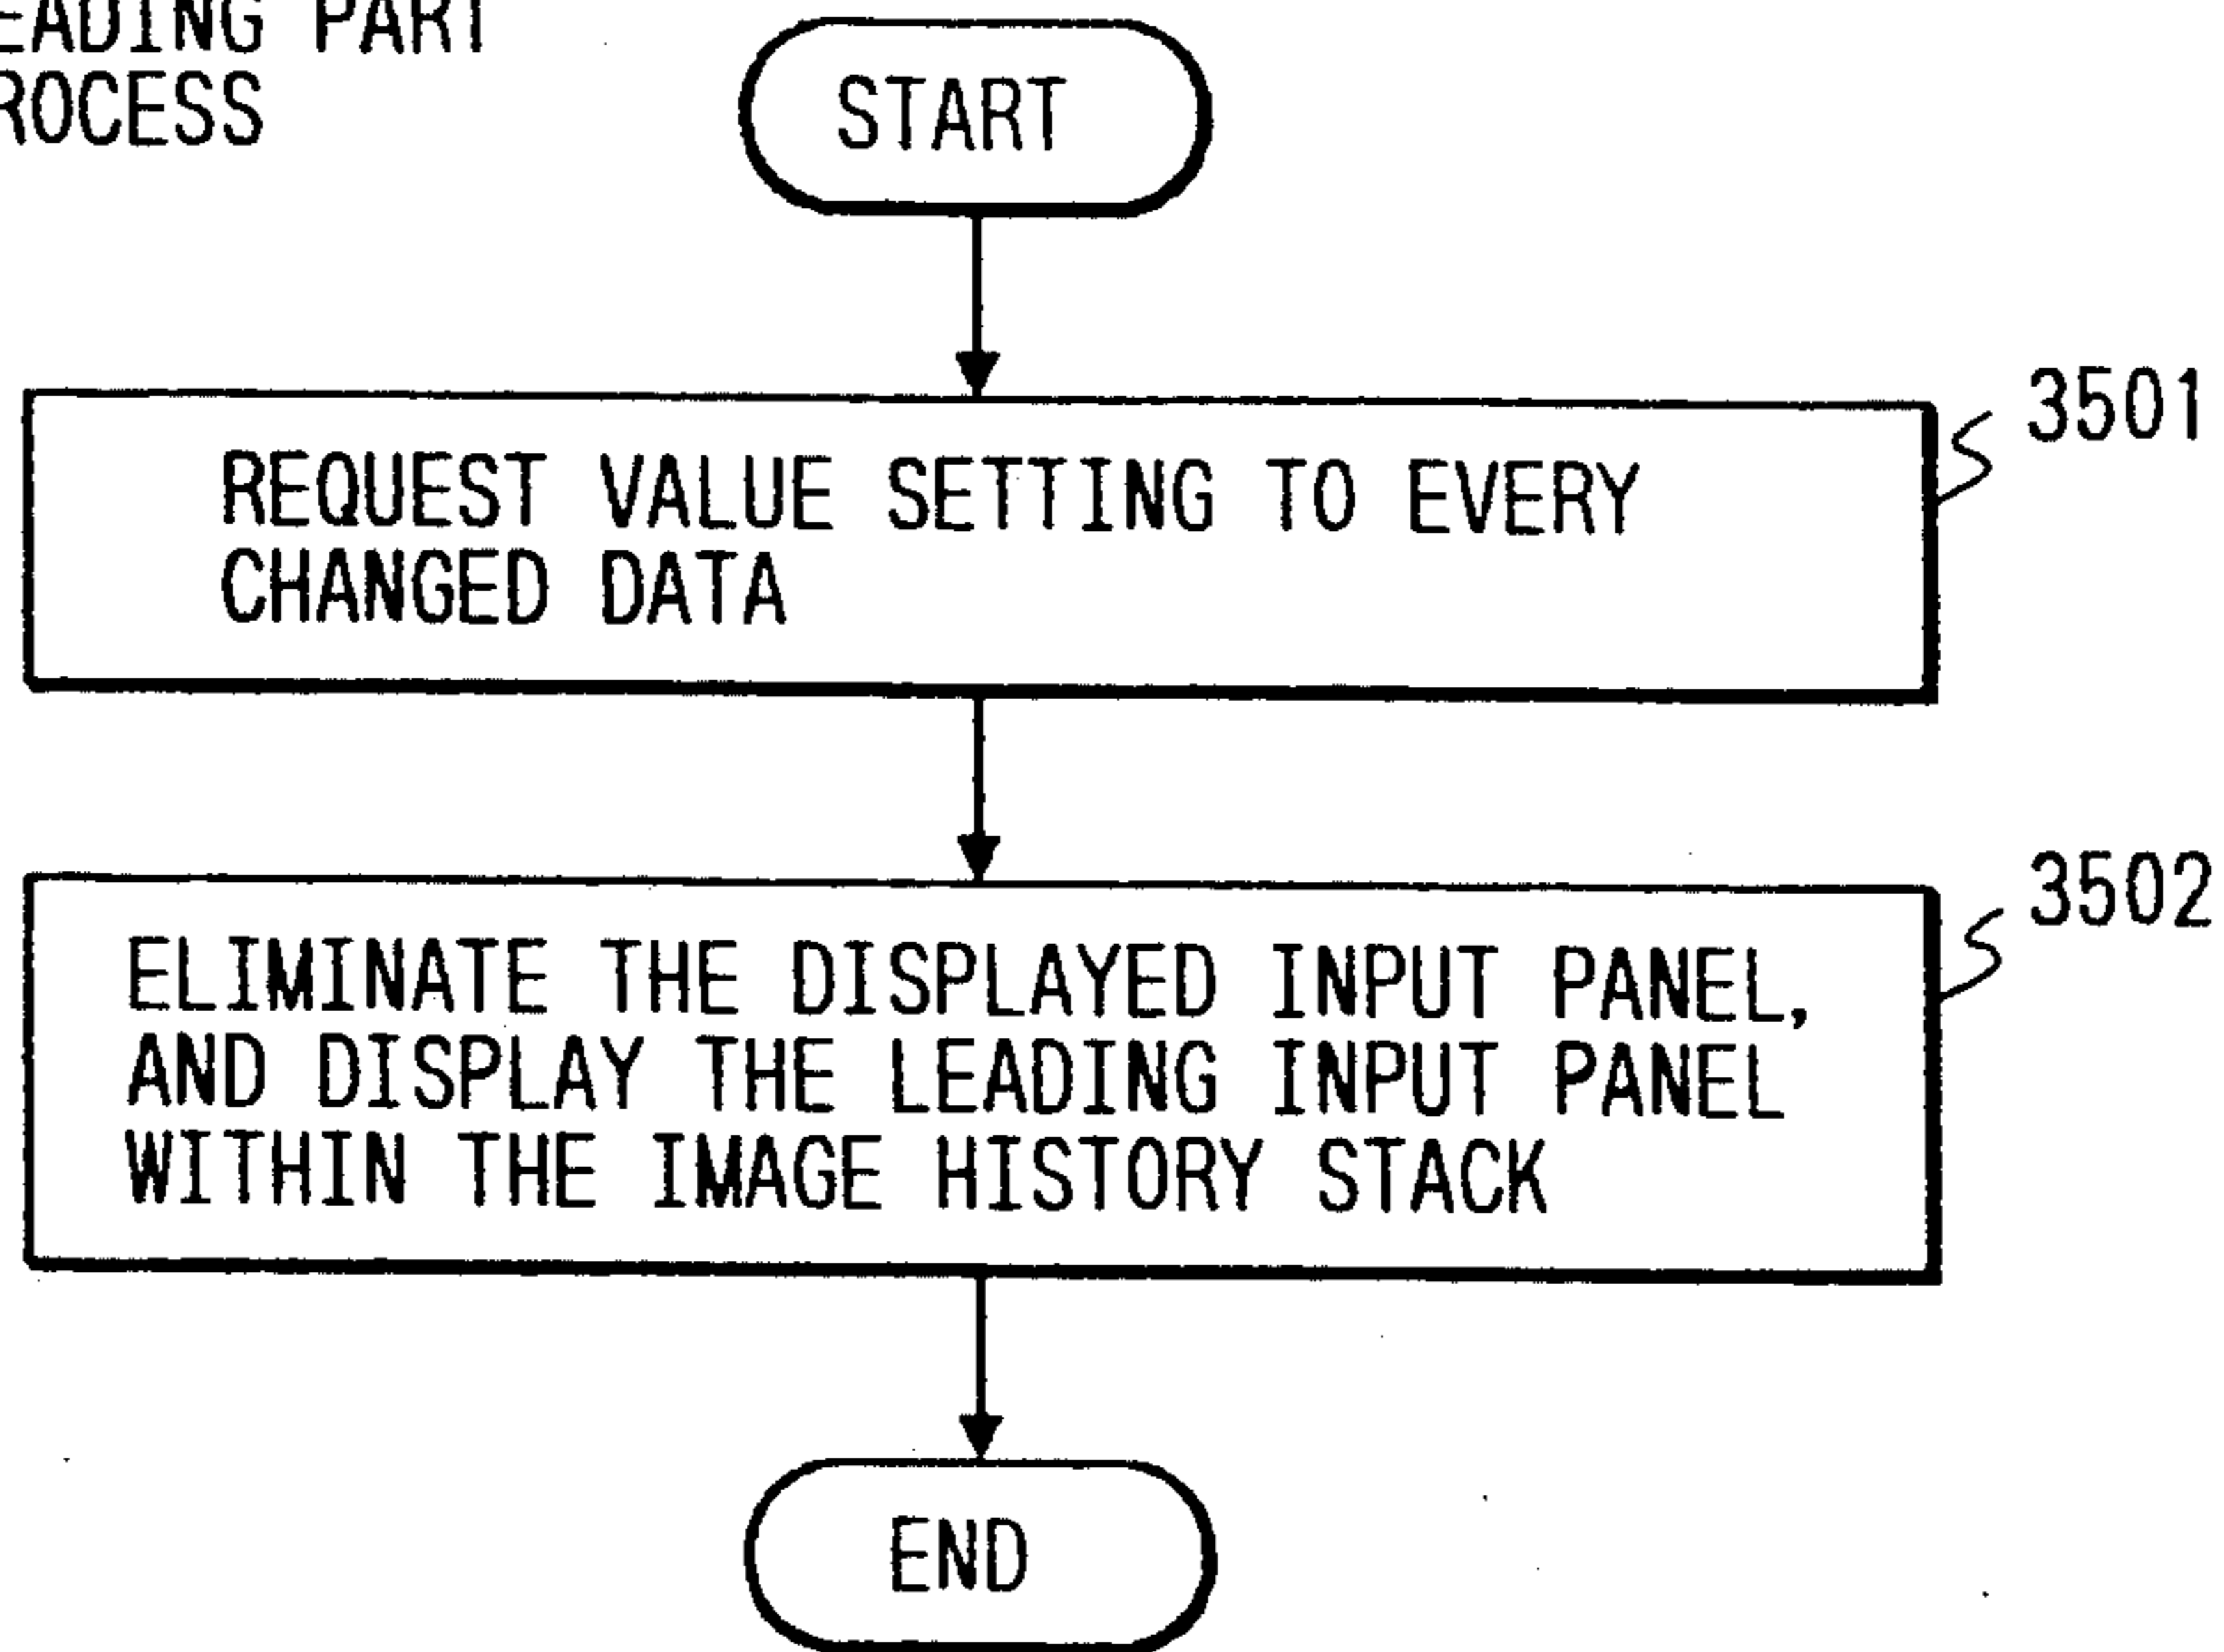 EADING PART
ROCESS
START
3501
REQUEST VALUE SETTING TO EVERY
CHANGED DATA
3502
ELIMINATE THE DISPLAYED INPUT PANEL,
AND DISPLAY THE LEADING INPUT PANEL
WITHIN THE IMAGE HISTORY STACK
END